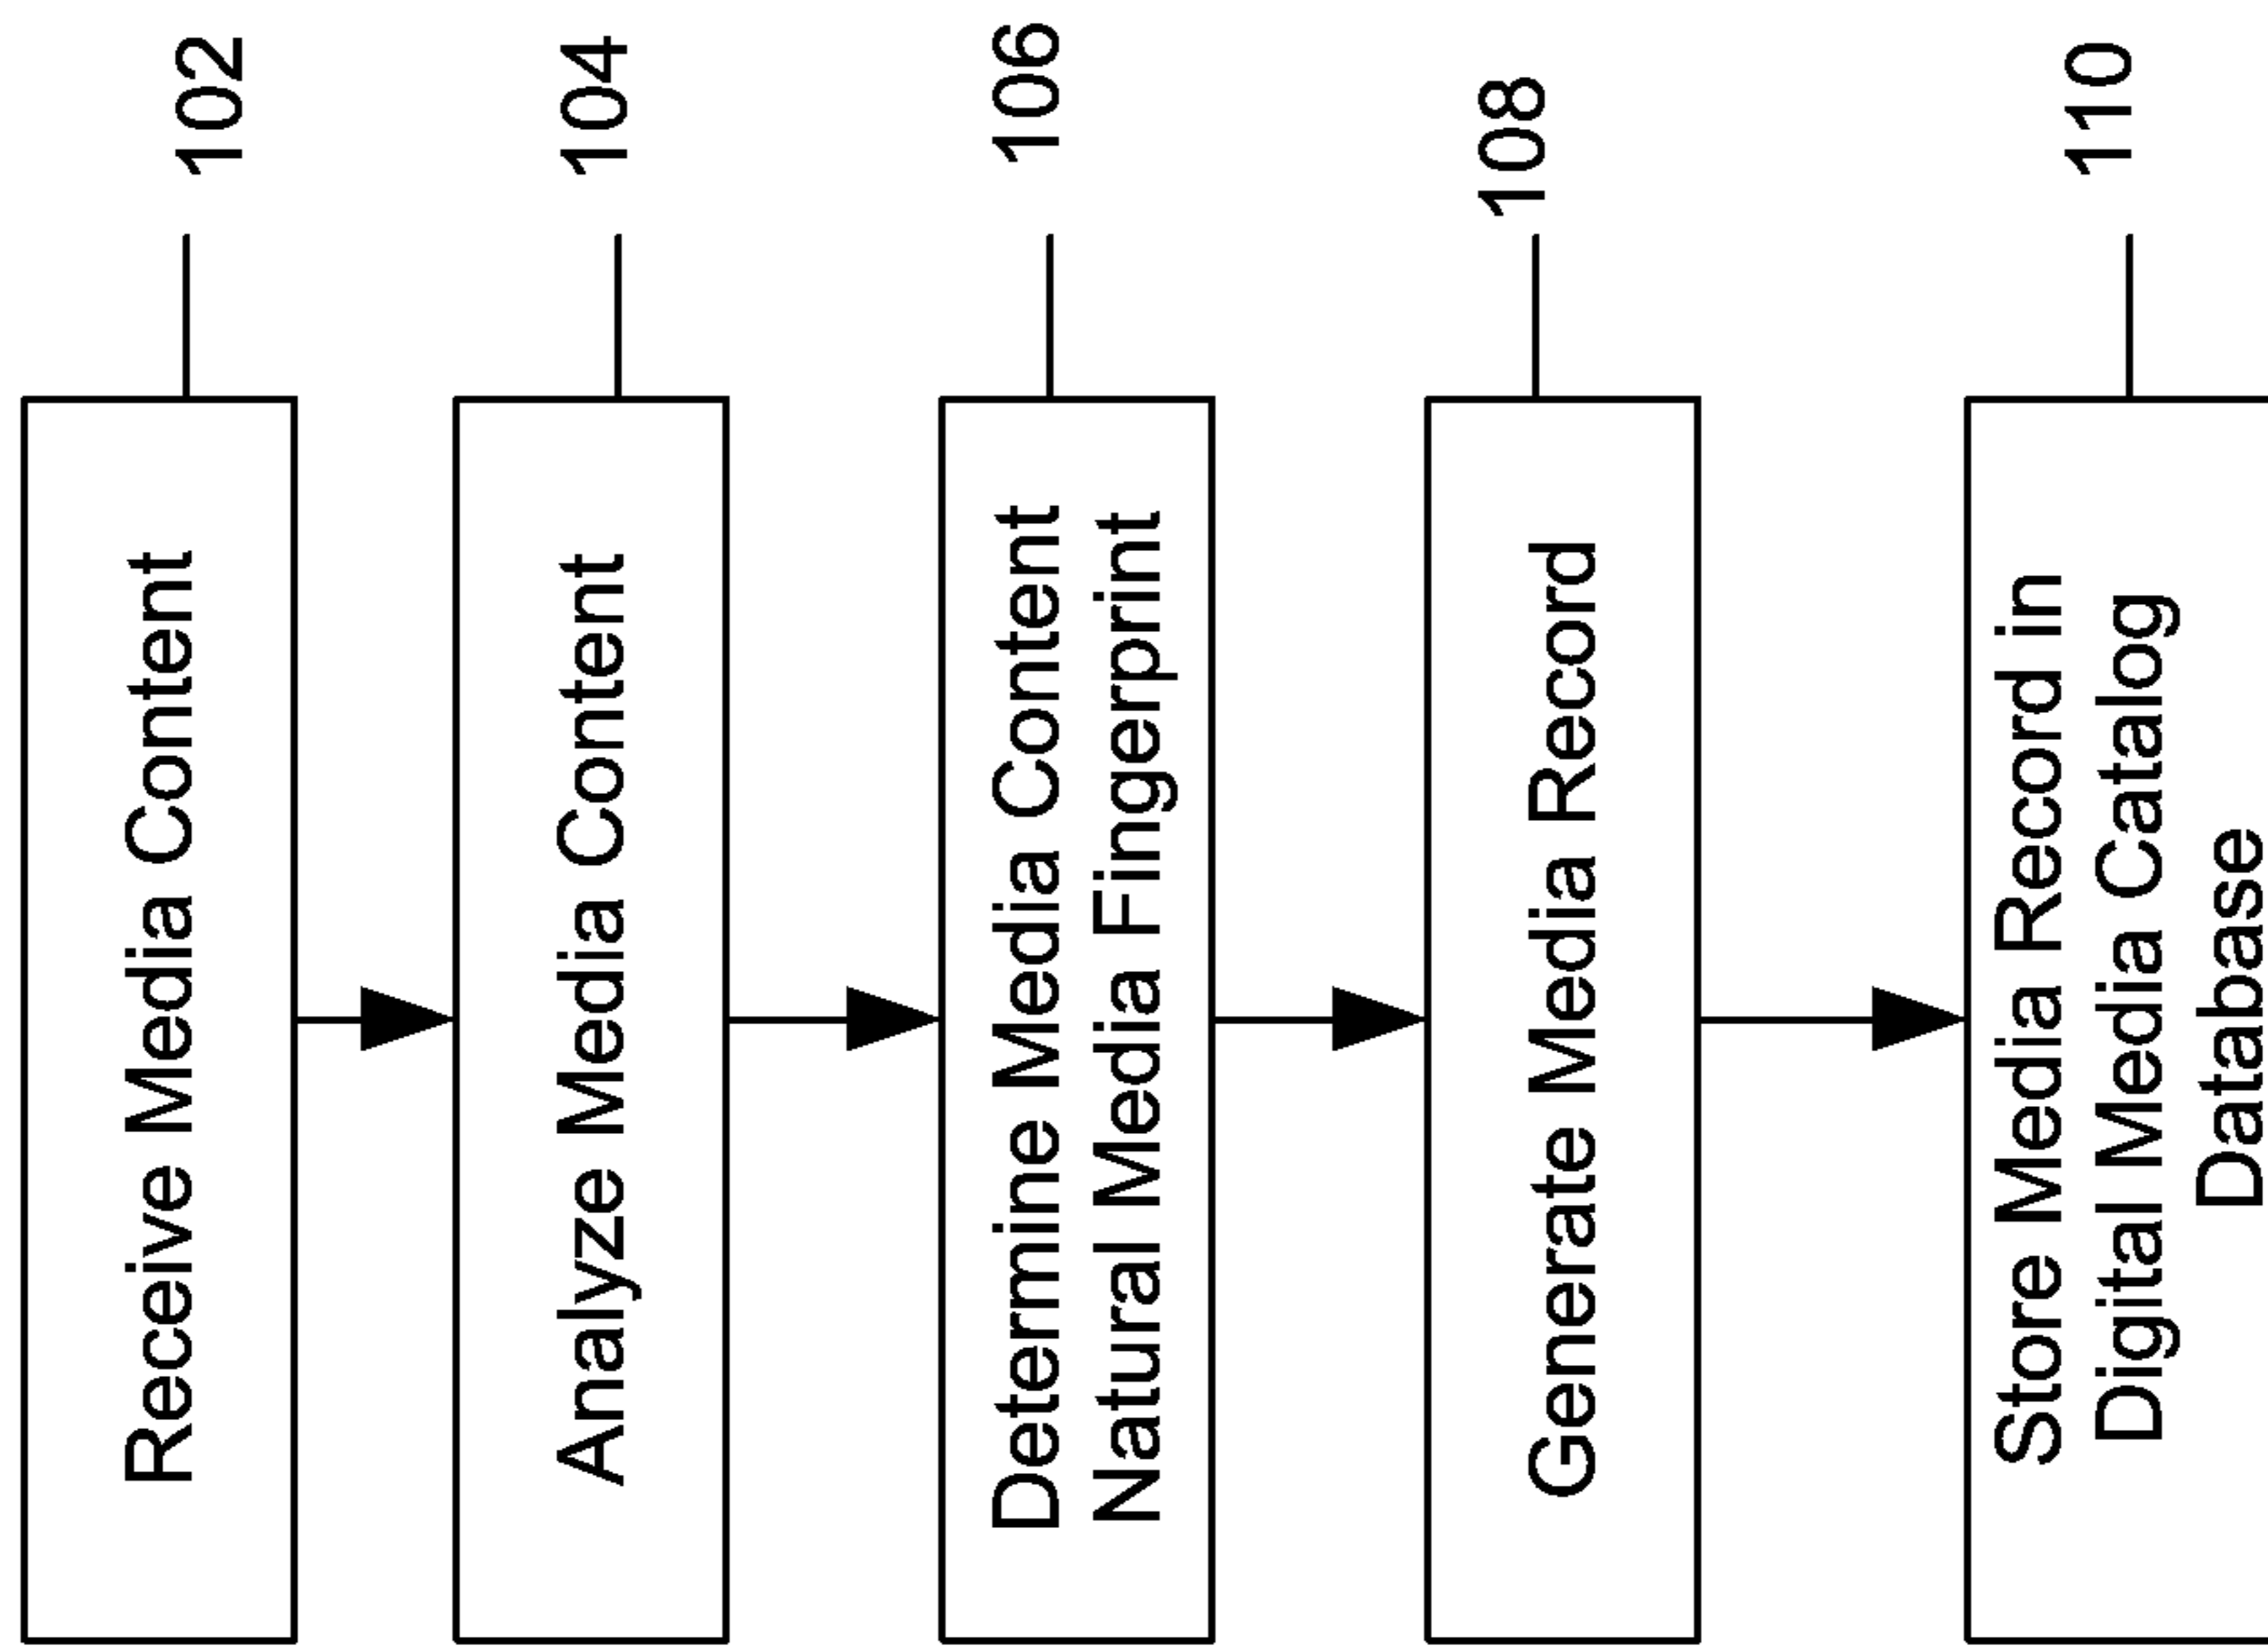 Receive Media Content
102
Analyze Media Content
104
Determine Media Content
Natural Media Fingerprint
106
Generate Media Record
108
Store Media Record in
Digital Media Catalog
Database
110